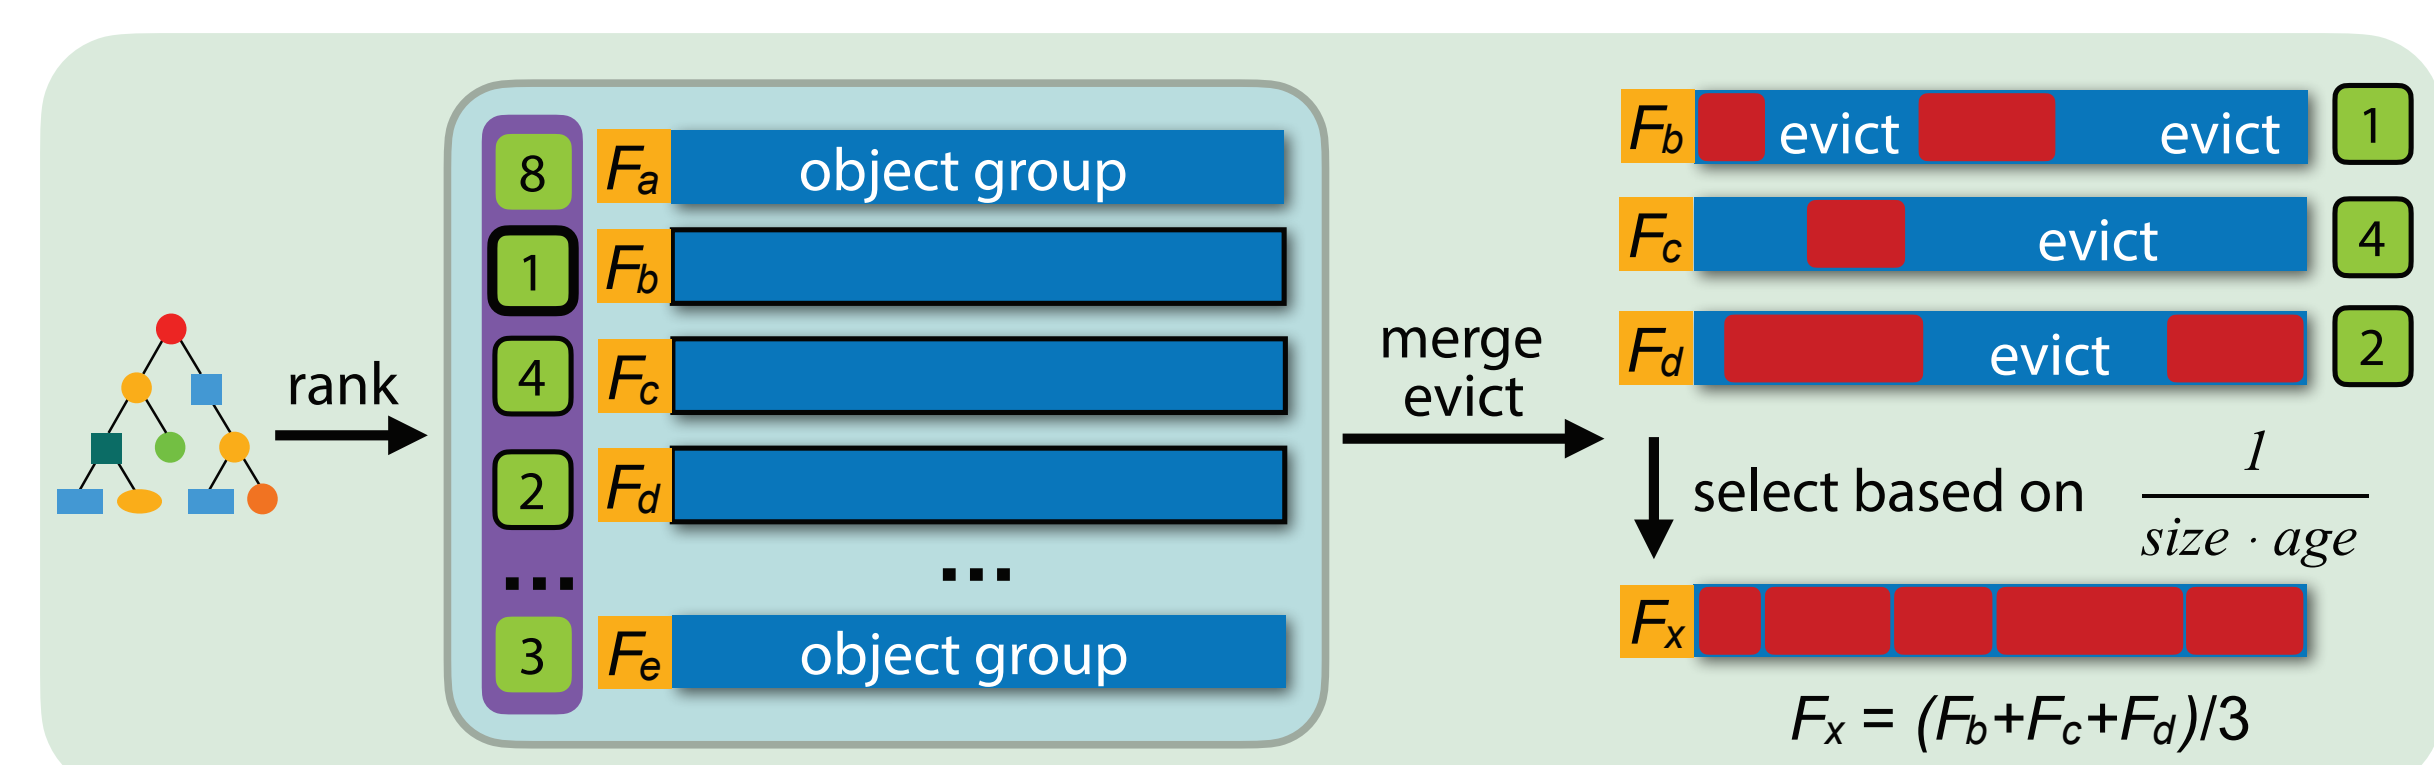 rank
8 Fa object group
1 Fb
4 Fc
2 Fd
... ...
3 Fe object group
merge
evict
Fb evict evict 1
Fc evict 4
Fd evict 2
select based on 1 / size · age
Fx
Fx = (Fb+Fc+Fd)/3